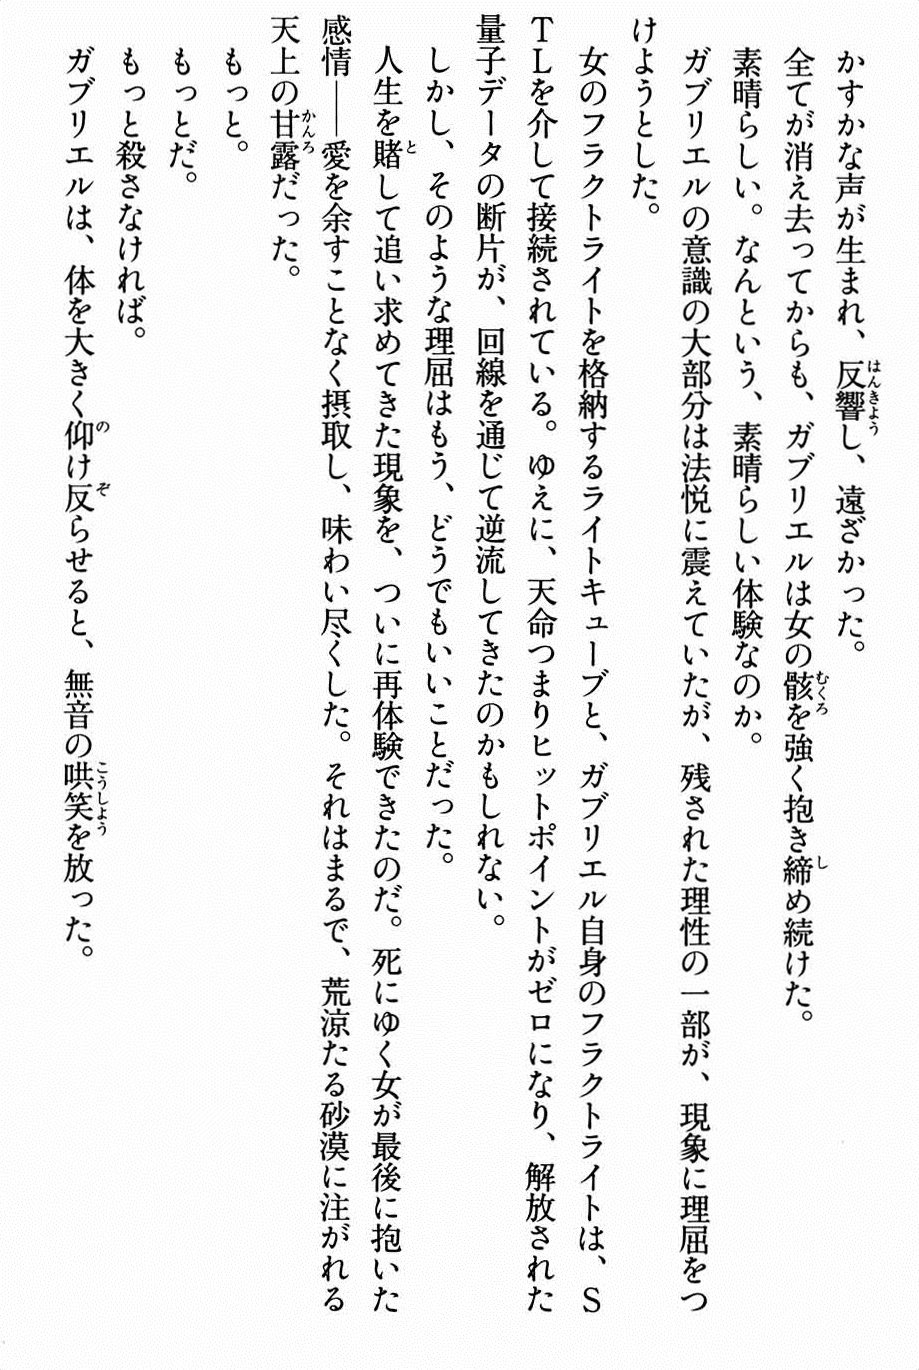 かすかな声が生まれ、反響し、遠ざかった。
全てが消え去ってからも、ガブリエルは女の骸を強く抱き締め続けた。
素晴らしい。なんという、素晴らしい体験なのか。
ガブリエルの意識の大部分は法悦に震えていたが、残された理性の一部が、現象に理屈をつ
けようとした。
女のフラクトライトを格納するライトキューブと、ガブリエル自身のフラクトライトは、S
TLを介して接続されている。ゆえに、天命つまりヒットポイントがゼロになり、解放された
量子データの断片が、回線を通じて逆流してきたのかもしれない。
しかし、そのような理屈はもう、どうでもいいことだった。
人生を賭して追い求めてきた現象を、ついに再体験できたのだ。死にゆく女が最後に抱いた
感情――愛を余すことなく摂取し、味わい尽くした。それはまるで、荒涼たる砂漠に注がれる
天上の甘露だった。
もっと。
もっとだ。
もっと殺さなければ。
ガブリエルは、体を大きく仰け反らせると、無音の哄笑を放った。